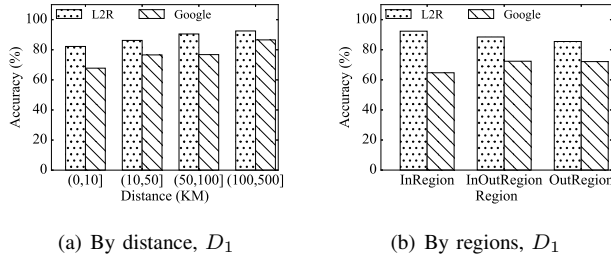 L2R Google
100
80
60
40
20
0
Accuracy (%)
(0,10] (10,50] (50,100] (100,500]
Distance (KM)
(a) By distance, D1
L2R Google
100
80
60
40
20
0
Accuracy (%)
InRegion InOutRegion OutRegion
Region
(b) By regions, D1